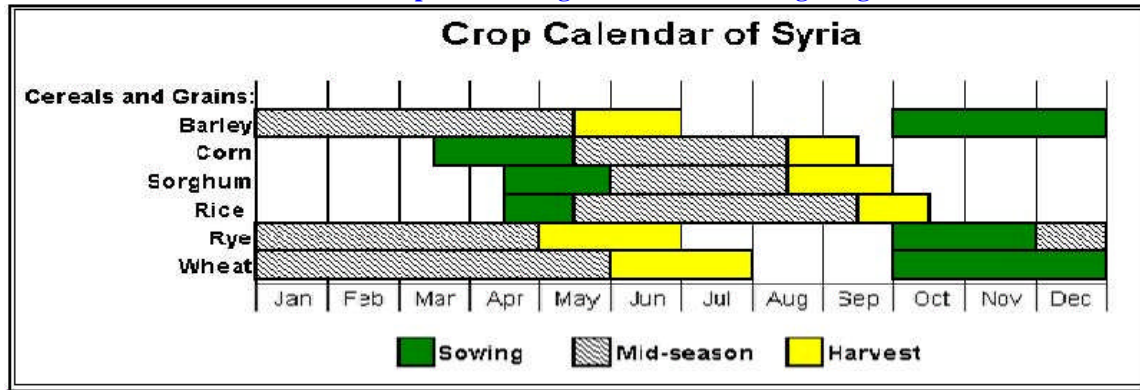 Crop Calendar of Syria
Cereals and Grains:
Barley
Corn
Sorghum
Rice
Rye
Wheat
Jan Feb Mar Apr May Jun Jul Aug Sep Oct Nov Dec
Sowing Mid-season Harvest